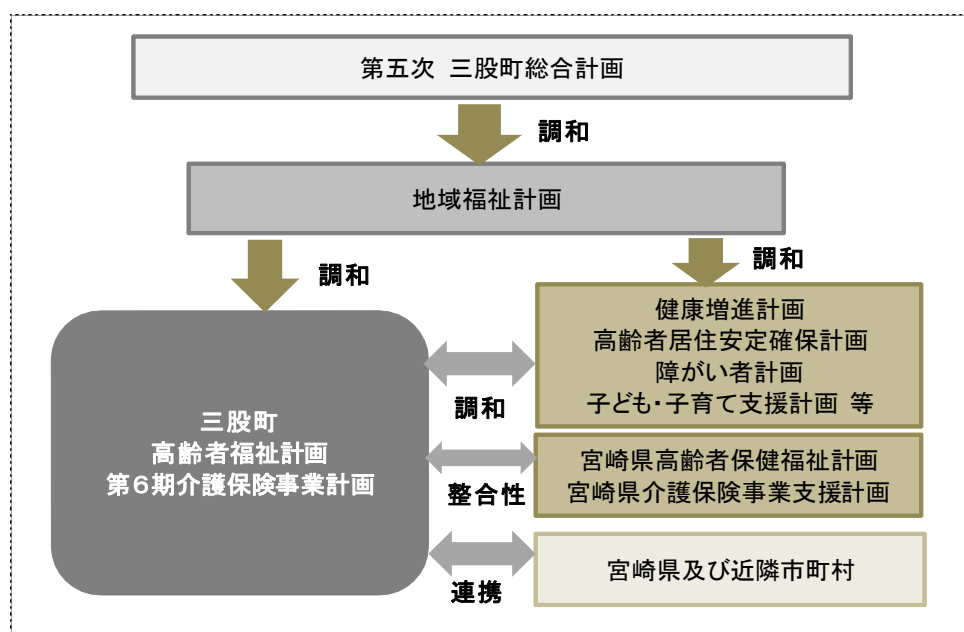 第五次 三股町総合計画
調和
地域福祉計画
調和
調和
三股町
高齢者福祉計画
第6期介護保険事業計画
調和
整合性
連携
健康増進計画
高齢者居住安定確保計画
障がい者計画
子ども・子育て支援計画 等
宮崎県高齢者保健福祉計画
宮崎県介護保険事業支援計画
宮崎県及び近隣市町村